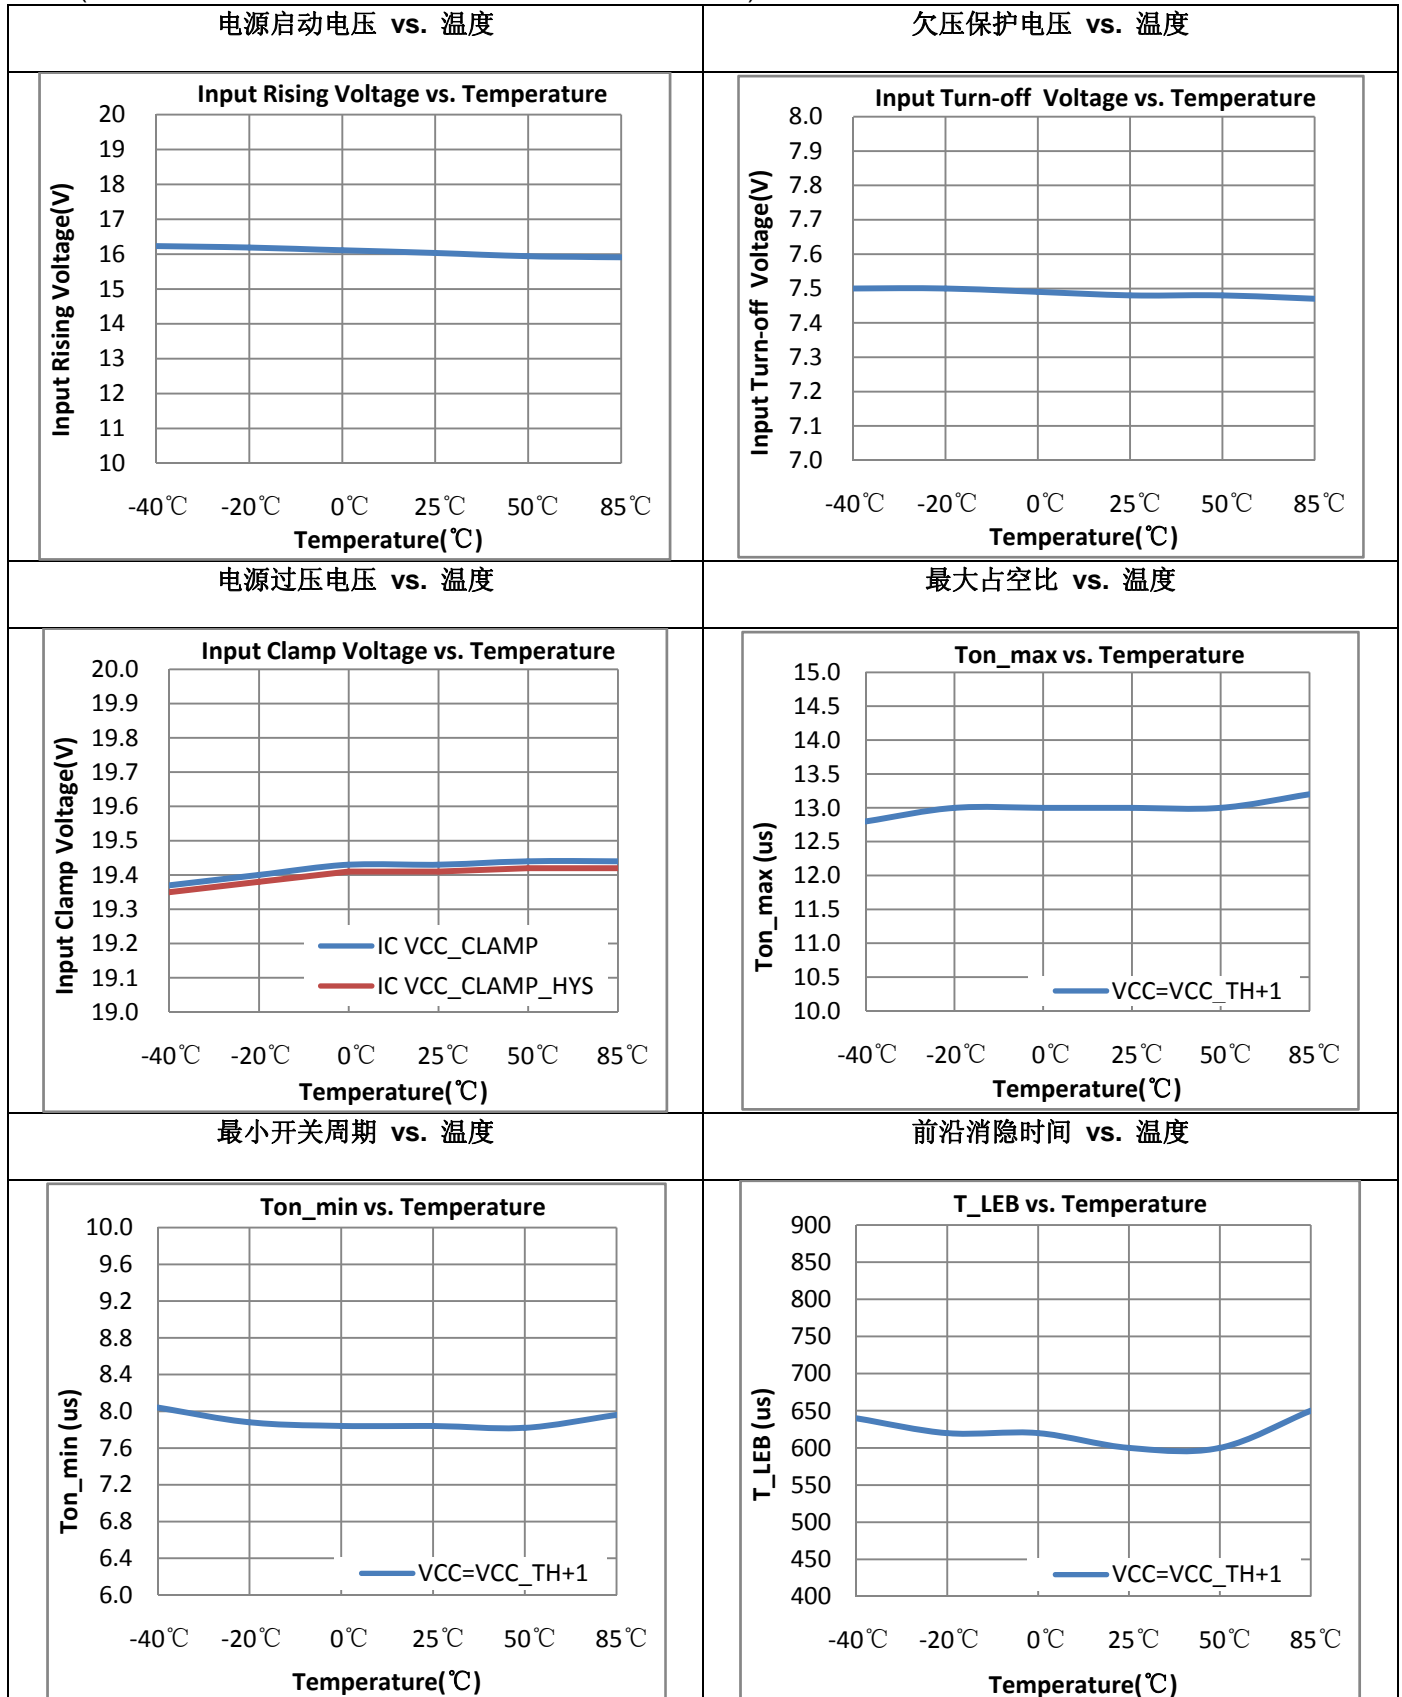 电源启动电压 vs. 温度
欠压保护电压 vs. 温度
Input Rising Voltage vs. Temperature
Input Rising Voltage(V)
20
19
18
17
16
15
14
13
12
11
10
-40℃ -20℃ 0℃ 25℃ 50℃ 85℃
Temperature(℃)
Input Turn-off Voltage vs. Temperature
Input Turn-off Voltage(V)
8.0
7.9
7.8
7.7
7.6
7.5
7.4
7.3
7.2
7.1
7.0
-40℃ -20℃ 0℃ 25℃ 50℃ 85℃
Temperature(℃)
电源过压电压 vs. 温度
最大占空比 vs. 温度
Input Clamp Voltage vs. Temperature
Input Clamp Voltage(V)
20.0
19.9
19.8
19.7
19.6
19.5
19.4
19.3
19.2
19.1
19.0
IC VCC_CLAMP
IC VCC_CLAMP_HYS
-40℃ -20℃ 0℃ 25℃ 50℃ 85℃
Temperature(℃)
Ton_max vs. Temperature
Ton_max (us)
15.0
14.5
14.0
13.5
13.0
12.5
12.0
11.5
11.0
10.5
10.0
VCC=VCC_TH+1
-40℃ -20℃ 0℃ 25℃ 50℃ 85℃
Temperature(℃)
最小开关周期 vs. 温度
前沿消隐时间 vs. 温度
Ton_min vs. Temperature
Ton_min (us)
10.0
9.6
9.2
8.8
8.4
8.0
7.6
7.2
6.8
6.4
6.0
VCC=VCC_TH+1
-40℃ -20℃ 0℃ 25℃ 50℃ 85℃
Temperature(℃)
T_LEB vs. Temperature
T_LEB (us)
900
850
800
750
700
650
600
550
500
450
400
VCC=VCC_TH+1
-40℃ -20℃ 0℃ 25℃ 50℃ 85℃
Temperature(℃)